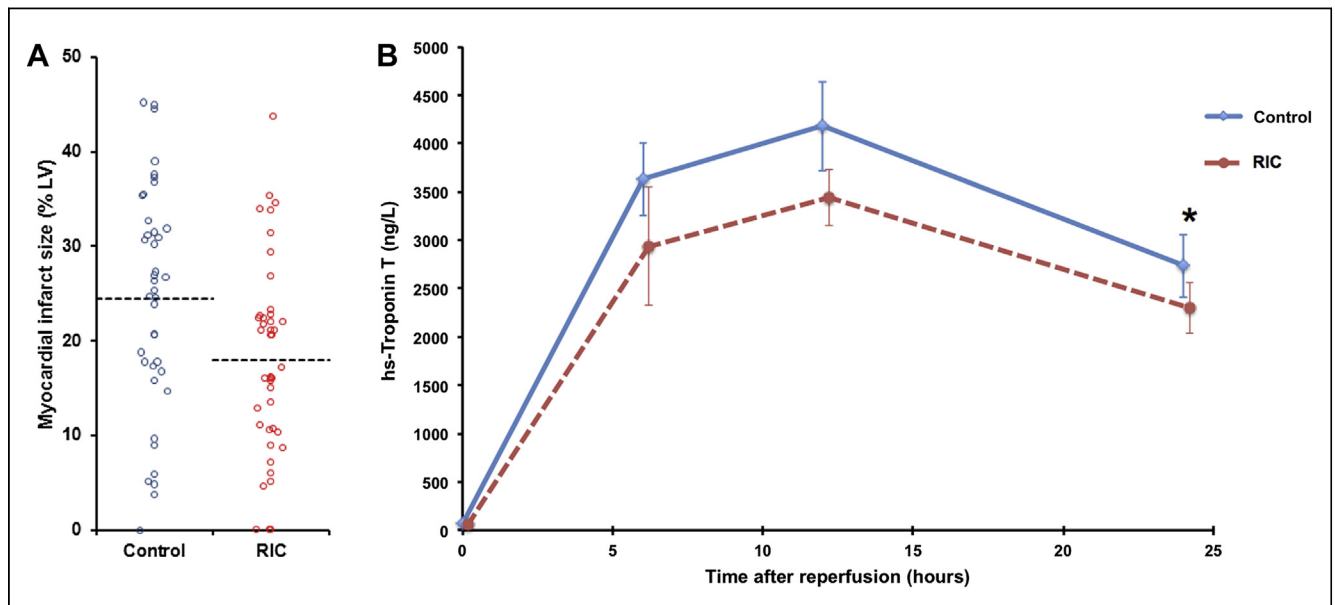 A
Myocardial infarct size (% LV)
50
40
30
20
10
0
Control
RIC
B
hs-Troponin T (ng/L)
5000
4500
4000
3500
3000
2500
2000
1500
1000
500
0
0
5
10
15
20
25
Time after reperfusion (hours)
*
Control
RIC